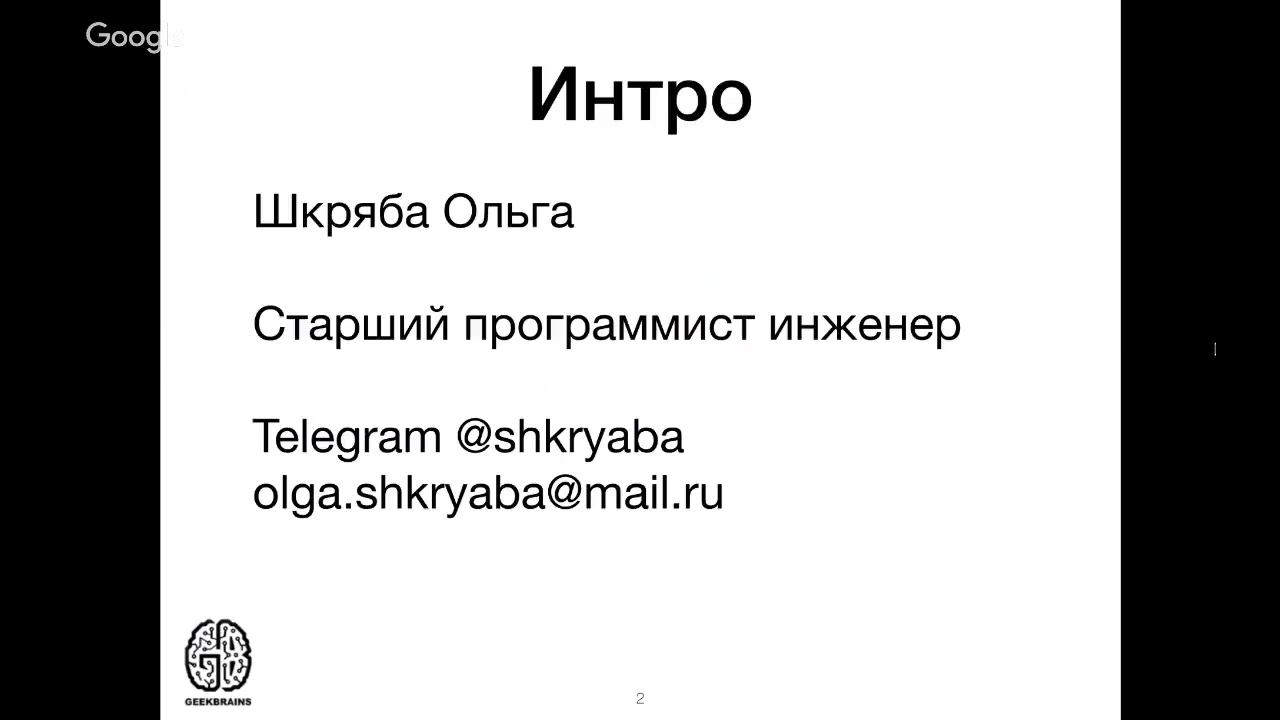 Google
Интро
Шкряба Ольга
Старший программист инженер
Telegram @shkryaba
olga.shkryaba@mail.ru
GEEKBRAINS
2